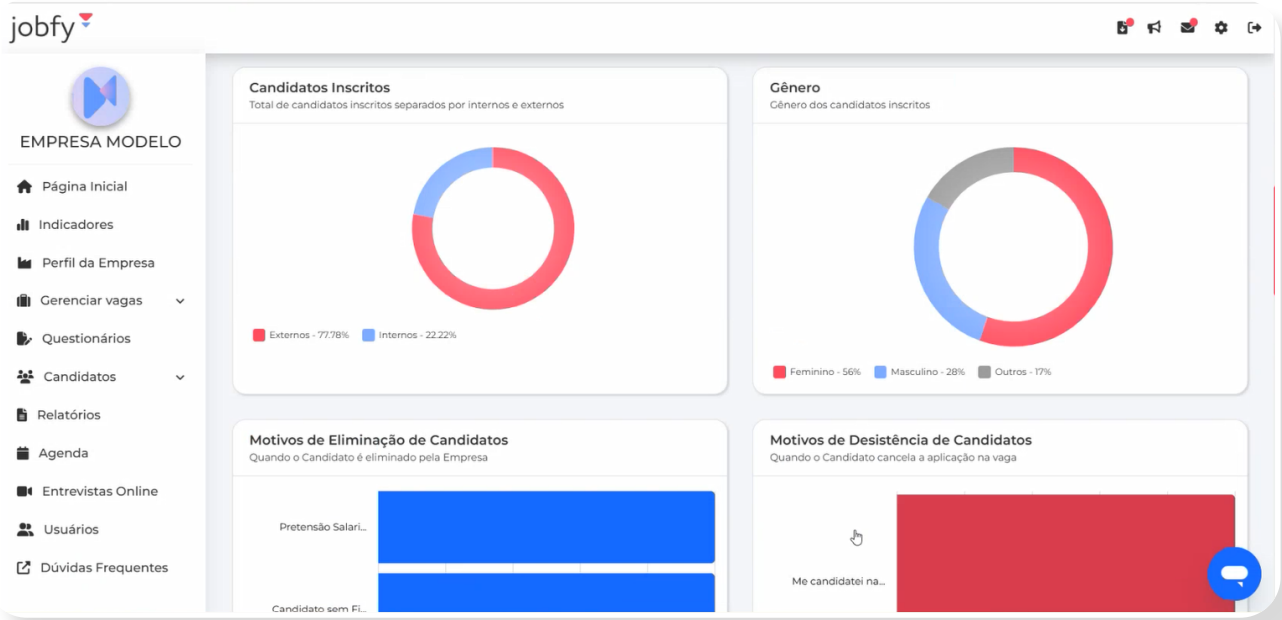 jobfy
EMPRESA MODELO
Página Inicial
Indicadores
Perfil da Empresa
Gerenciar vagas
Questionários
Candidatos
Relatórios
Agenda
Entrevistas Online
Usuários
Dúvidas Frequentes
Candidatos Inscritos
Total de candidatos inscritos separados por internos e externos
Externos - 77.78% Internos - 22.22%
Gênero
Gênero dos candidatos inscritos
Feminino - 56% Masculino - 28% Outros - 17%
Motivos de Eliminação de Candidatos
Quando o Candidato é eliminado pela Empresa
Pretensão Salari...
Candidato sem Fi...
Motivos de Desistência de Candidatos
Quando o Candidato cancela a aplicação na vaga
Me candidatei na...